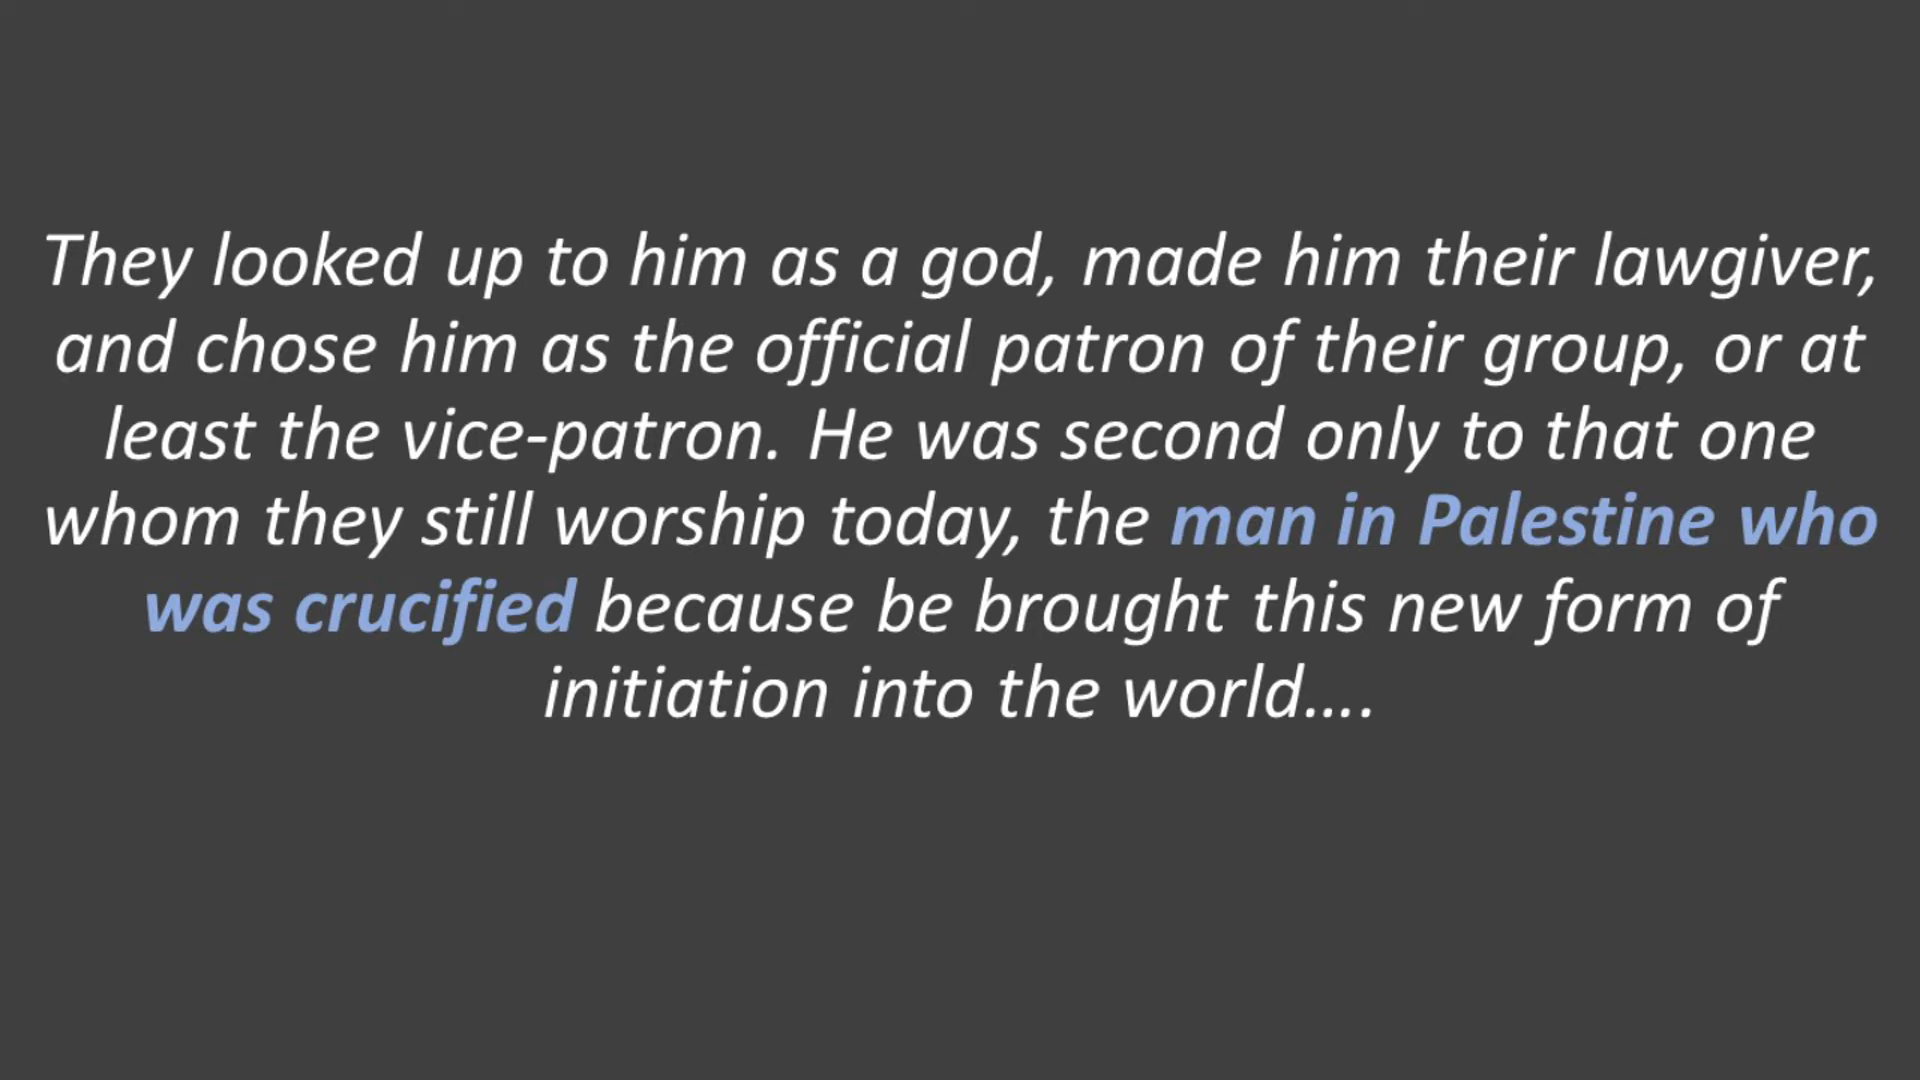 They looked up to him as a god, made him their lawgiver,
and chose him as the official patron of their group, or at
least the vice-patron. He was second only to that one
whom they still worship today, the man in Palestine who
was crucified because be brought this new form of
initiation into the world....